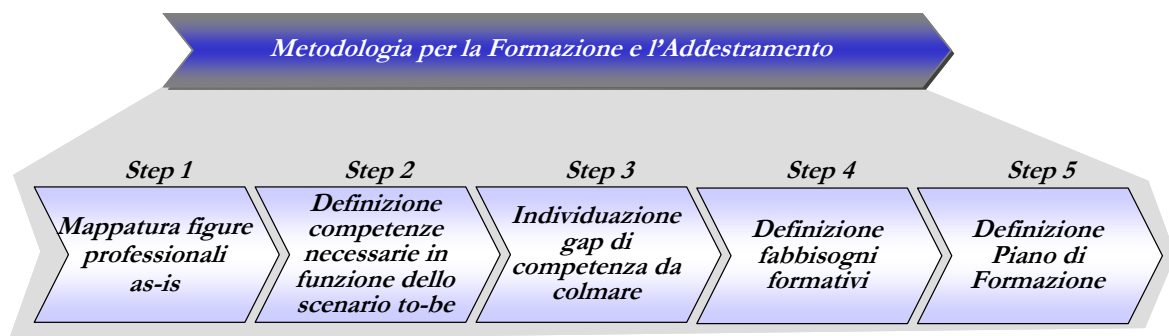 Metodologia per la Formazione e l'Addestramento
Step 1
Mappatura figure
professionali
as-is
Step 2
Definizione
competenze
necessarie in
funzione dello
scenario to-be
Step 3
Individuazione
gap di
competenza da
colmare
Step 4
Definizione
fabbisogni
formativi
Step 5
Definizione
Piano di
Formazione